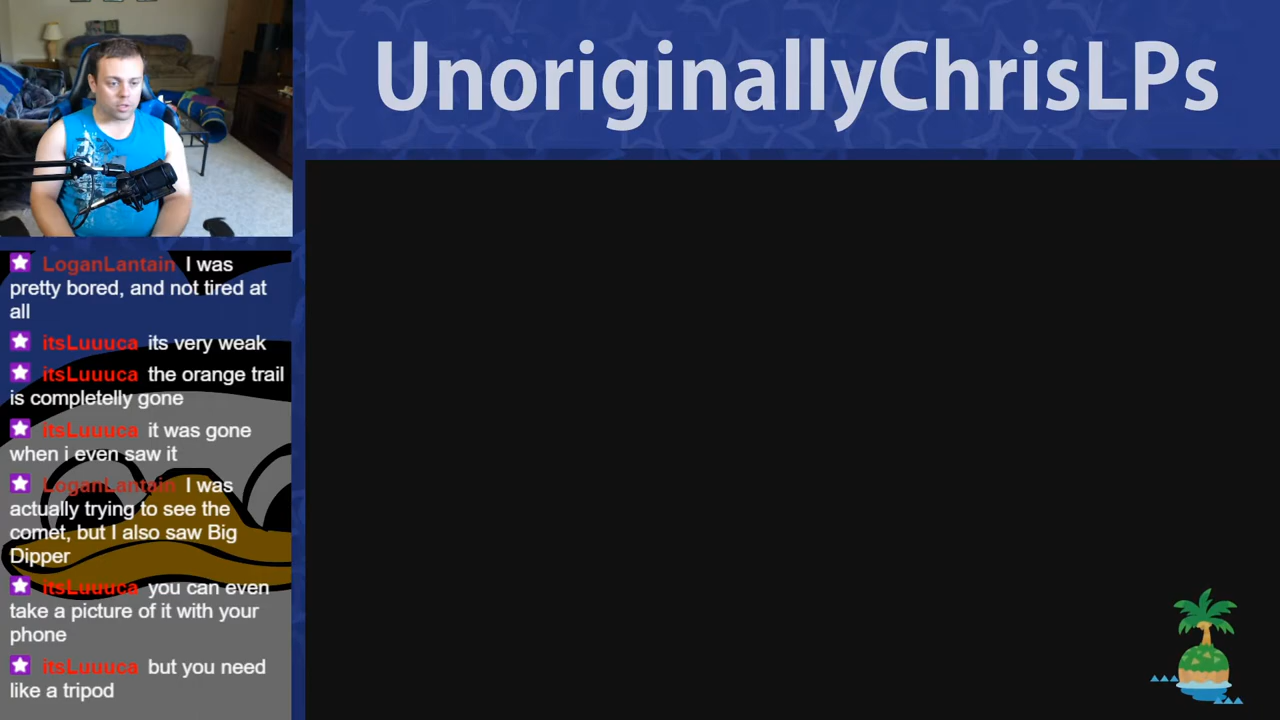 UnoriginallyChrisLPs
LoganLantain I was
pretty bored, and not tired at
all
itsLuuuca its very weak
itsLuuuca the orange trail
is completelly gone
itsLuuuca it was gone
when i even saw it
LoganLantain I was
actually trying to see the
comet, but I also saw Big
Dipper
itsLuuuca you can even
take a picture of it with your
phone
itsLuuuca but you need
like a tripod